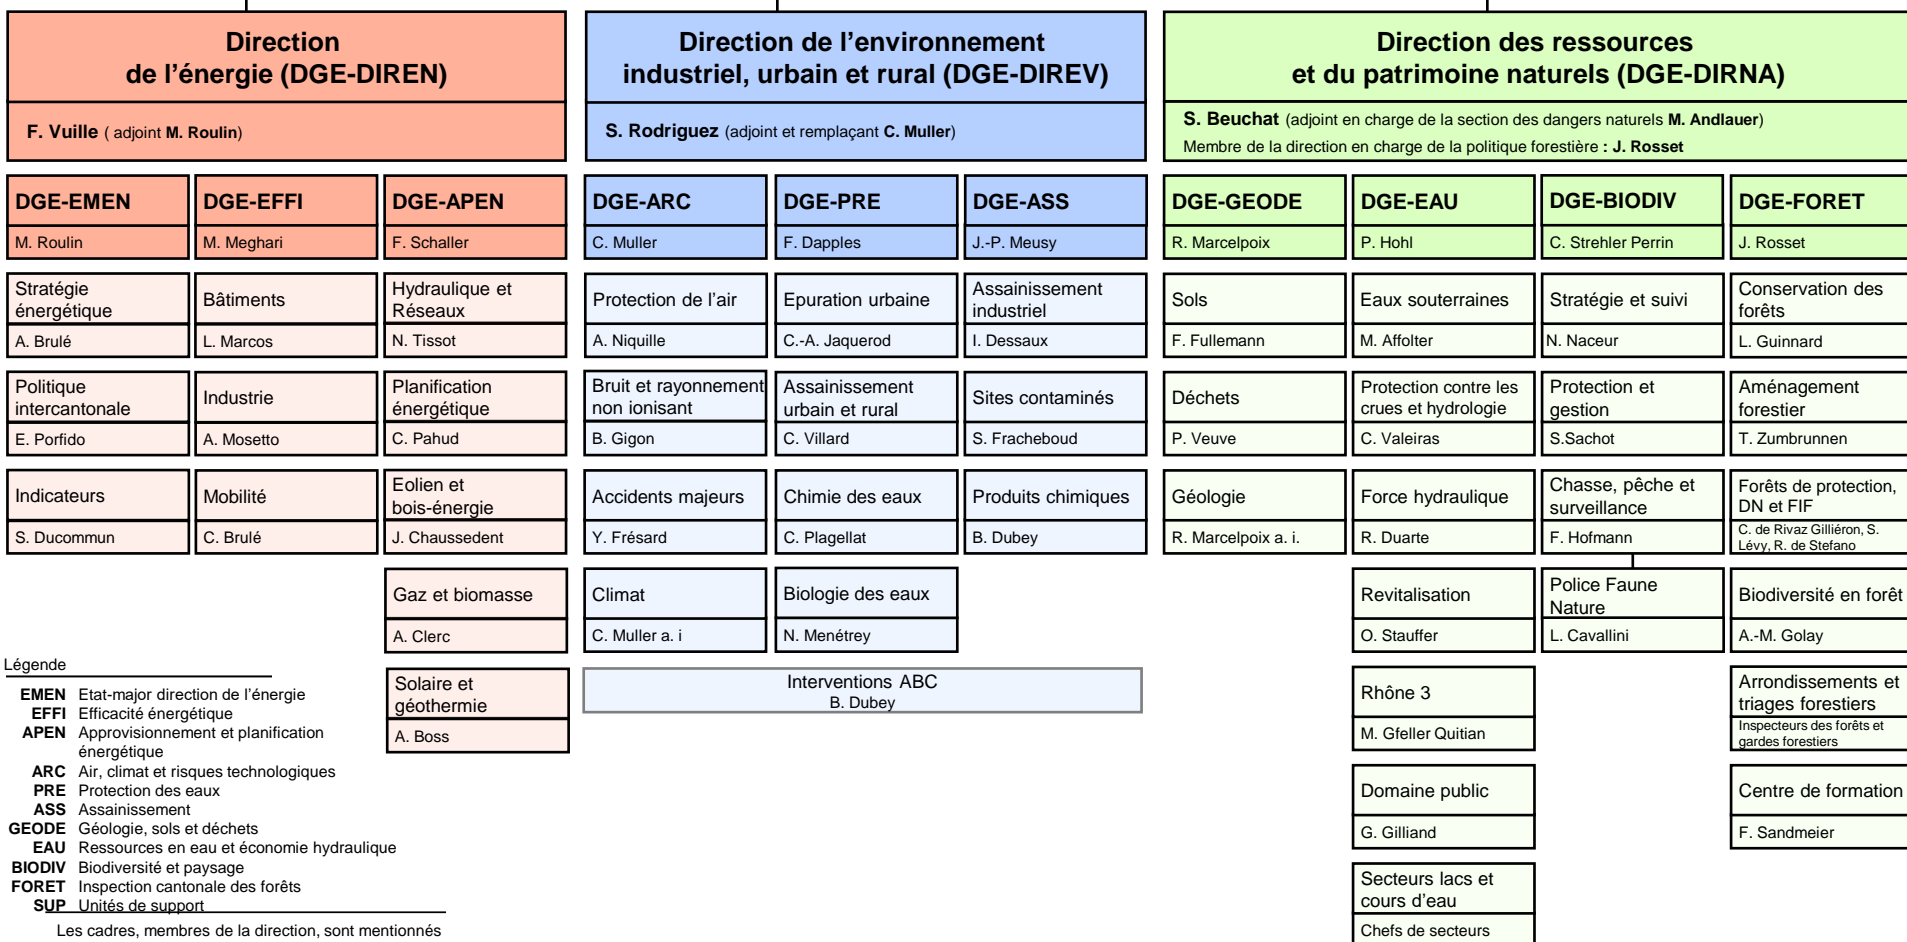 Direction
de l'énergie (DGE-DIREN)
F. Vuille ( adjoint M. Roulin)
Direction de l'environnement
industriel, urbain et rural (DGE-DIREV)
S. Rodriguez (adjoint et remplaçant C. Muller)
Direction des ressources
et du patrimoine naturels (DGE-DIRNA)
S. Beuchat (adjoint en charge de la section des dangers naturels M. Andlauer)
Membre de la direction en charge de la politique forestière : J. Rosset
DGE-EMEN
M. Roulin
Stratégie
énergétique
A. Brulé
Politique
intercantonale
E. Porfido
Indicateurs
S. Ducommun
DGE-EFFI
M. Meghari
Bâtiments
L. Marcos
Industrie
A. Mosetto
Mobilité
C. Brulé
DGE-APEN
F. Schaller
Hydraulique et
Réseaux
N. Tissot
Planification
énergétique
C. Pahud
Eolien et
bois-énergie
J. Chaussedent
Gaz et biomasse
A. Clerc
Solaire et
géothermie
A. Boss
DGE-ARC
C. Muller
Protection de l'air
A. Niquille
Bruit et rayonnement
non ionisant
B. Gigon
Accidents majeurs
Y. Frésard
Climat
C. Muller a. i
DGE-PRE
F. Dapples
Epuration urbaine
C.-A. Jaquerod
Assainissement
urbain et rural
C. Villard
Chimie des eaux
C. Plagellat
Biologie des eaux
N. Menétrey
DGE-ASS
J.-P. Meusy
Assainissement
industriel
I. Dessaux
Sites contaminés
S. Fracheboud
Produits chimiques
B. Dubey
Interventions ABC
B. Dubey
DGE-GEODE
R. Marcelpoix
Sols
F. Fullemann
Déchets
P. Veuve
Géologie
R. Marcelpoix a. i.
DGE-EAU
P. Hohl
Eaux souterraines
M. Affolter
Protection contre les
crues et hydrologie
C. Valeiras
Force hydraulique
R. Duarte
Revitalisation
O. Stauffer
Rhône 3
M. Gfeller Quitian
Domaine public
G. Gilliand
Secteurs lacs et
cours d'eau
Chefs de secteurs
DGE-BIODIV
C. Strehler Perrin
Stratégie et suivi
N. Naceur
Protection et
gestion
S.Sachot
Chasse, pêche et
surveillance
F. Hofmann
Police Faune
Nature
L. Cavallini
DGE-FORET
J. Rosset
Conservation des
forêts
L. Guinnard
Aménagement
forestier
T. Zumbrunnen
Forêts de protection,
DN et FIF
C. de Rivaz Gilliéron, S.
Lévy, R. de Stefano
Biodiversité en forêt
A.-M. Golay
Arrondissements et
triages forestiers
Inspecteurs des forêts et
gardes forestiers
Centre de formation
F. Sandmeier
Légende
EMEN Etat-major direction de l'énergie
EFFI Efficacité énergétique
APEN Approvisionnement et planification
énergétique
ARC Air, climat et risques technologiques
PRE Protection des eaux
ASS Assainissement
GEODE Géologie, sols et déchets
EAU Ressources en eau et économie hydraulique
BIODIV Biodiversité et paysage
FORET Inspection cantonale des forêts
SUP Unités de support
Les cadres, membres de la direction, sont mentionnés